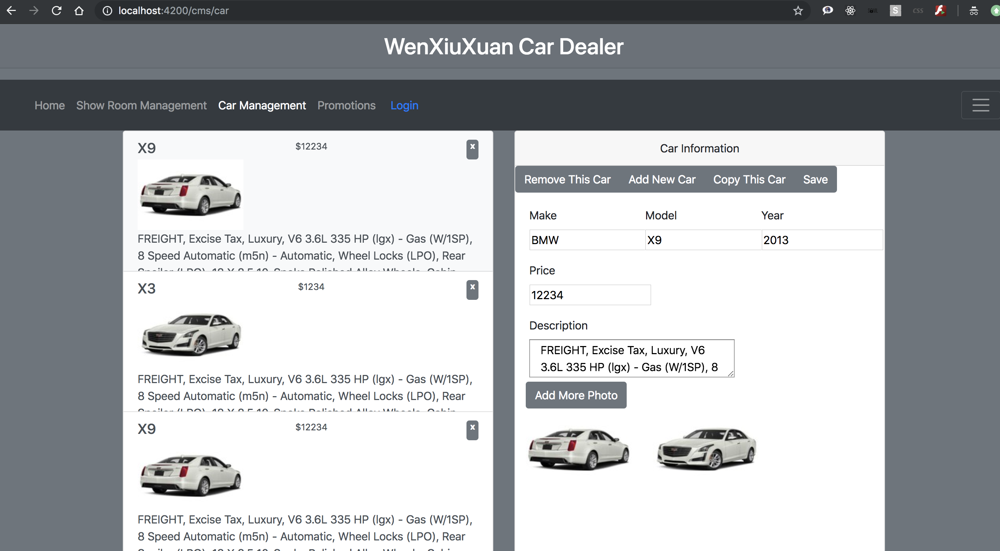 localhost:4200/cms/car
S
css
WenXiuXuan Car Dealer
Home Show Room Management Car Management Promotions Login
X9 $12234 x
FREIGHT, Excise Tax, Luxury, V6 3.6L 335 HP (lgx) - Gas (W/1SP),
8 Speed Automatic (m5n) - Automatic, Wheel Locks (LPO), Rear
X3 $1234 x
FREIGHT, Excise Tax, Luxury, V6 3.6L 335 HP (lgx) - Gas (W/1SP),
8 Speed Automatic (m5n) - Automatic, Wheel Locks (LPO), Rear
X9 $12234 x
FREIGHT, Excise Tax, Luxury, V6 3.6L 335 HP (lgx) - Gas (W/1SP),
8 Speed Automatic (m5n) - Automatic, Wheel Locks (LPO), Rear
Car Information
Remove This Car Add New Car Copy This Car Save
Make Model Year
BMW X9 2013
Price
12234
Description
FREIGHT, Excise Tax, Luxury, V6
3.6L 335 HP (lgx) - Gas (W/1SP), 8
Add More Photo